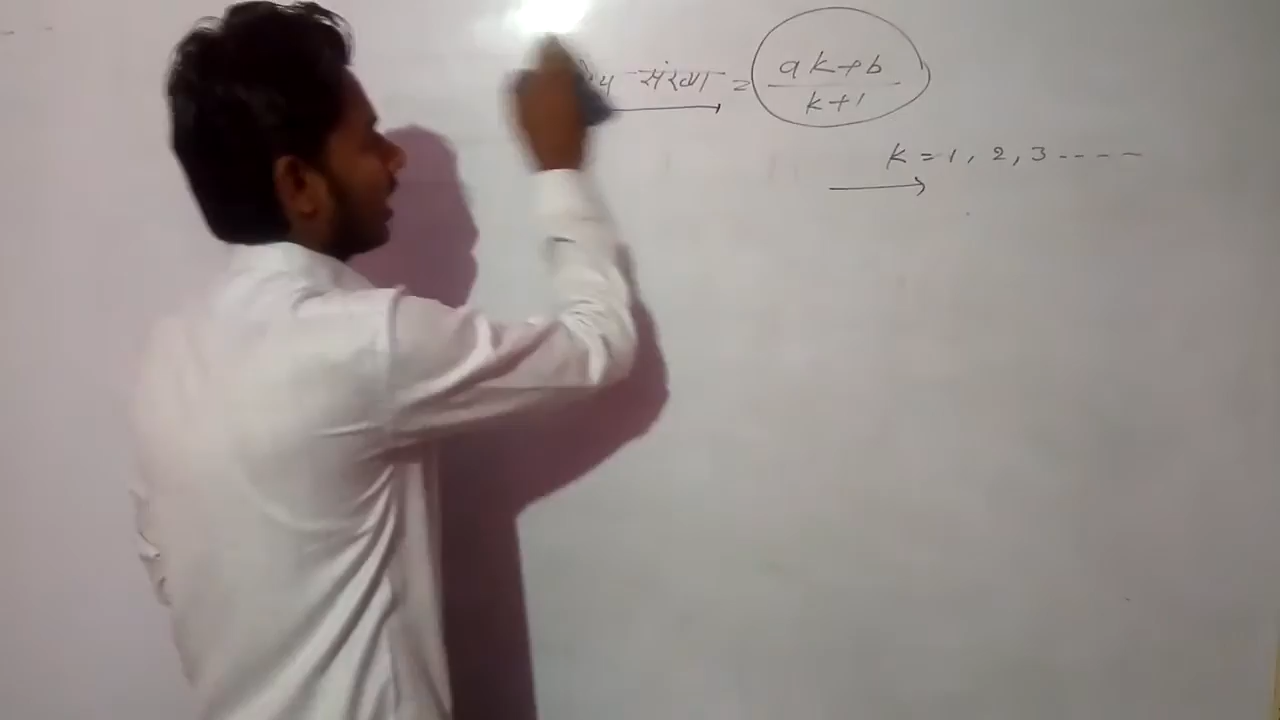 संख्या = ak+b / k+1
k = 1, 2, 3 - - - -